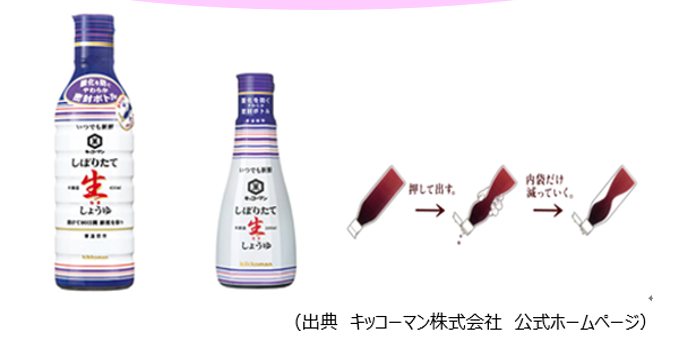 酸化を防ぐ
やわらか
密封ボトル
いつでも新鮮
キッコーマン
しぼりたて
生
しょうゆ
kikkoman
酸化を防ぐ
密封ボトル
いつでも新鮮
キッコーマン
しぼりたて
生
しょうゆ
kikkoman
押して出す。
内袋だけ
減っていく。
（出典　キッコーマン株式会社　公式ホームページ）